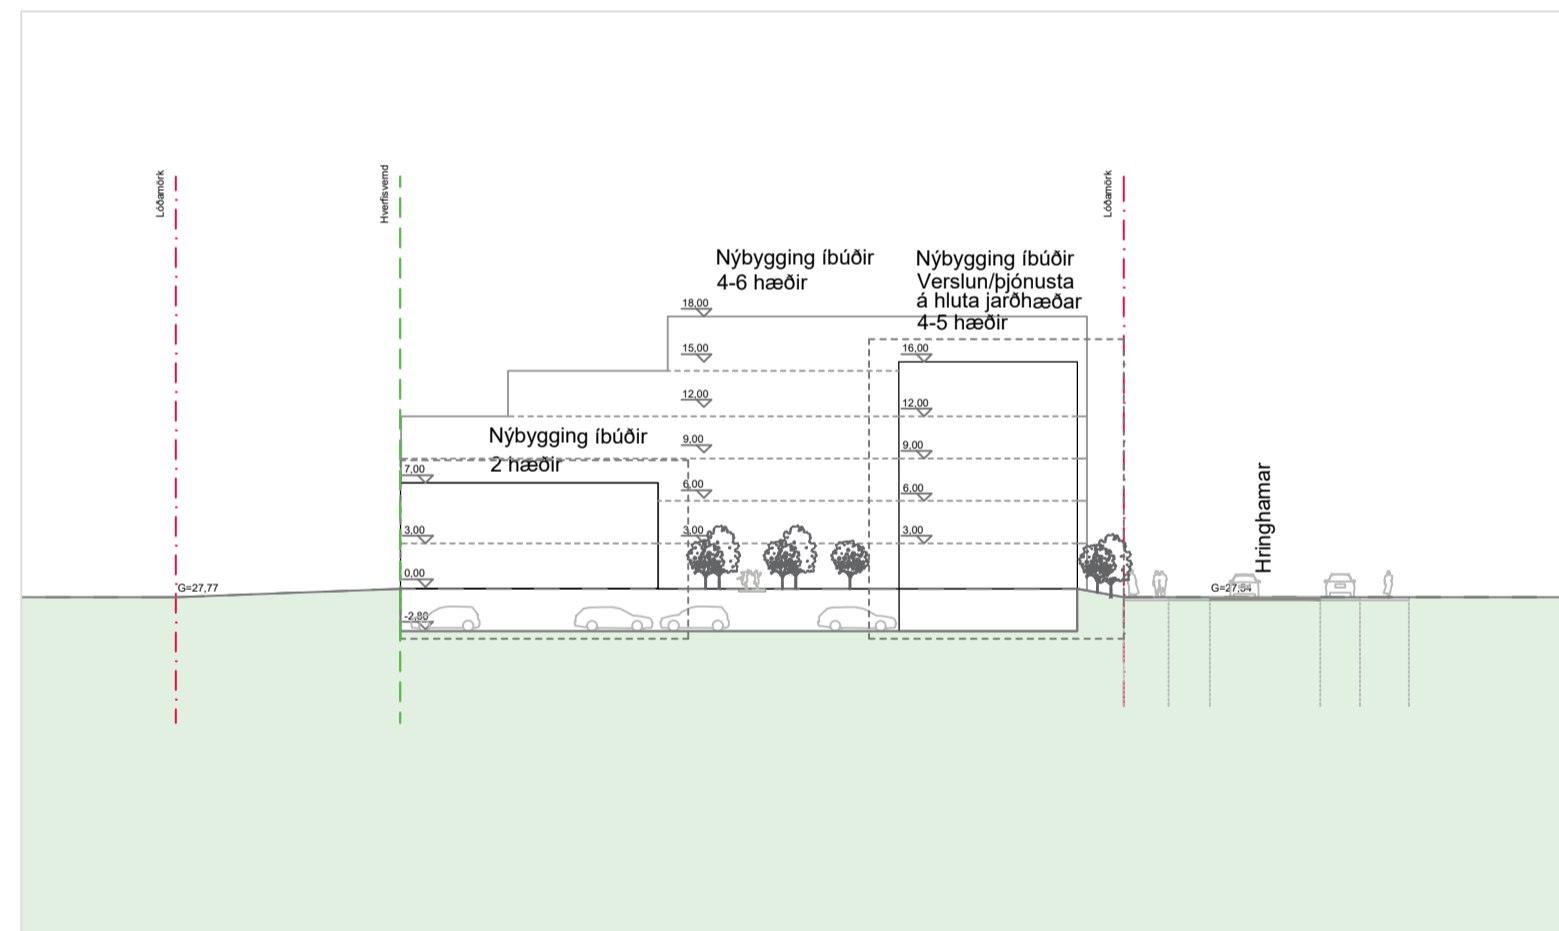 Lóðamörk
Hverfisvernd
Lóðamörk
Nýbygging íbúðir
4-6 hæðir
Nýbygging íbúðir
Verslun/þjónusta
á hluta jarðhæðar
4-5 hæðir
18,00
15,00
12,00
9,00
6,00
3,00
16,00
12,00
9,00
6,00
3,00
Nýbygging íbúðir
2 hæðir
7,00
3,00
0,00
-2,80
G=27,77
Hringhamar
G=27,54